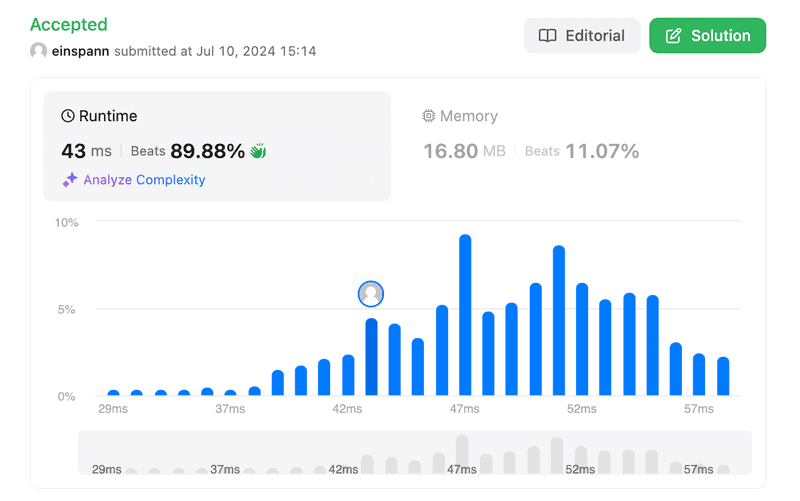 Accepted
einspann submitted at Jul 10, 2024 15:14
Editorial
Solution
Runtime
43 ms Beats 89.88%
Analyze Complexity
Memory
16.80 MB Beats 11.07%
10%
5%
0%
29ms 37ms 42ms 47ms 52ms 57ms
29ms 37ms 42ms 47ms 52ms 57ms